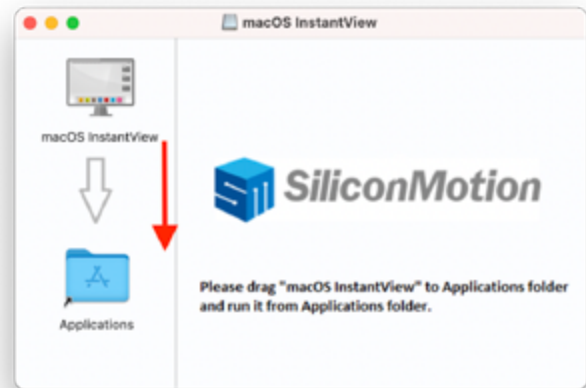 macOS InstantView
macOS InstantView
SiliconMotion
Please drag "macOS InstantView" to Applications folder
and run it from Applications folder.
Applications